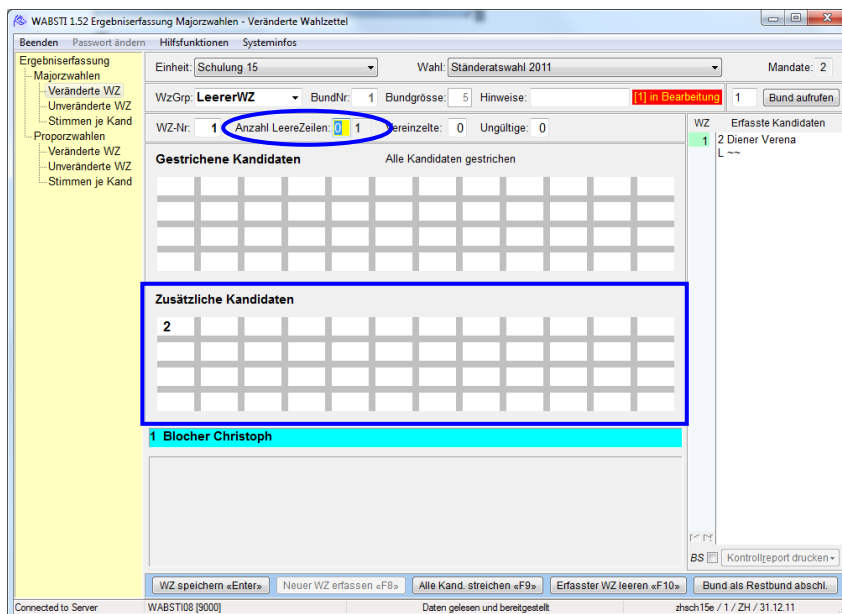 WABSTI 1.52 Ergebniserfassung Majorzwahlen - Veränderte Wahlzettel
Beenden Passwort ändern Hilfsfunktionen Systeminfos
Ergebniserfassung
Majorzwahlen
Veränderte WZ
Unveränderte WZ
Stimmen je Kand
Proporzwahlen
Veränderte WZ
Unveränderte WZ
Stimmen je Kand
Einheit: Schulung 15 Wahl: Ständeratswahl 2011 Mandate: 2
WzGrp: LeererWZ BundNr: 1 Bundgrösse: 5 Hinweise: [1] in Bearbeitung 1 Bund aufrufen
WZ-Nr: 1 Anzahl LeereZeilen: 0 1 Vereinzelte: 0 Ungültige: 0
WZ Erfasste Kandidaten
1 2 Diener Verena
L ~~
Gestrichene Kandidaten Alle Kandidaten gestrichen
Zusätzliche Kandidaten
2
1 Blocher Christoph
BS Kontrollreport drucken
WZ speichern «Enter» Neuer WZ erfassen «F8» Alle Kand. streichen «F9» Erfasster WZ leeren «F10» Bund als Restbund abschl.
Connected to Server WABSTI08 [9000] Daten gelesen und bereitgestellt zhsch15e / 1 / ZH / 31.12.11